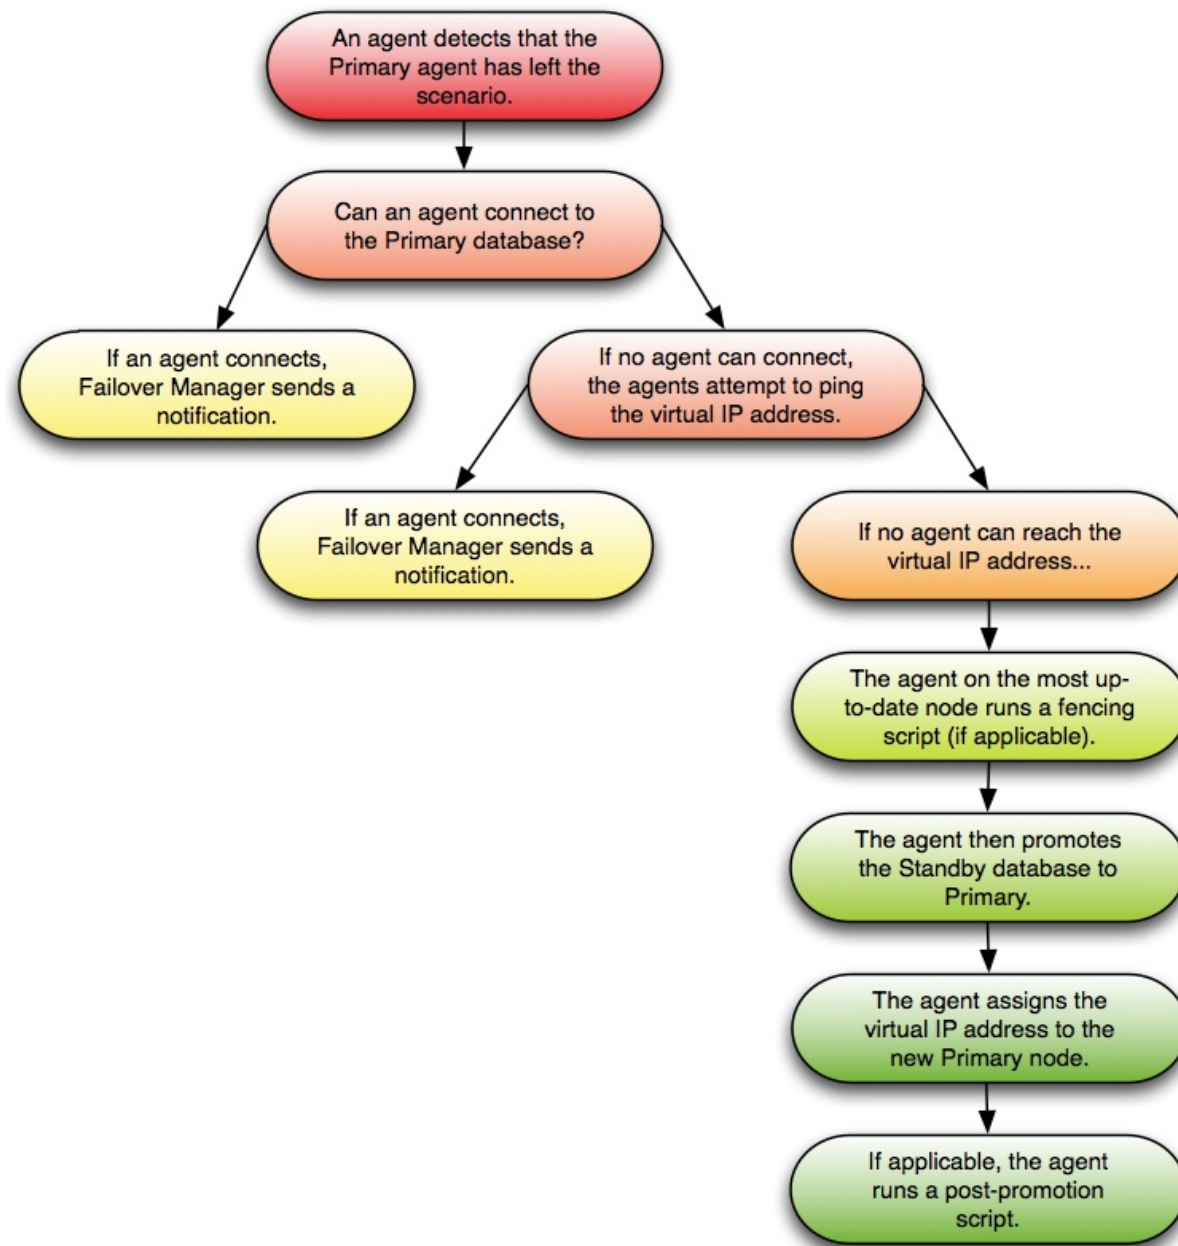 An agent detects that the
Primary agent has left the
scenario.
Can an agent connect to
the Primary database?
If an agent connects,
Failover Manager sends a
notification.
If no agent can connect,
the agents attempt to ping
the virtual IP address.
If an agent connects,
Failover Manager sends a
notification.
If no agent can reach the
virtual IP address...
The agent on the most up-
to-date node runs a fencing
script (if applicable).
The agent then promotes
the Standby database to
Primary.
The agent assigns the
virtual IP address to the
new Primary node.
If applicable, the agent
runs a post-promotion
script.